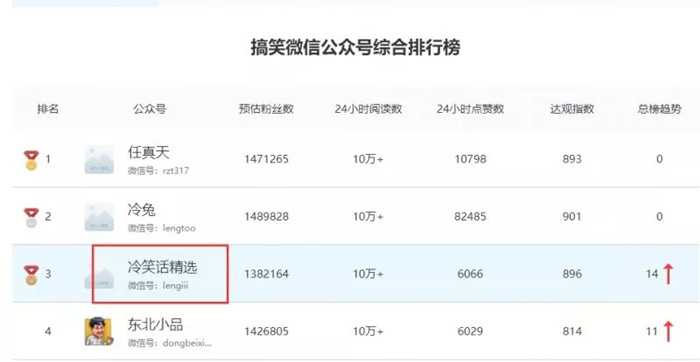 搞笑微信公众号综合排行榜
排名 公众号 预估粉丝数 24小时阅读数 24小时点赞数 达观指数 总榜趋势
1 任真天 1471265 10万+ 10798 893 0
微信号：rzt317
2 冷兔 1489828 10万+ 82485 901 0
微信号：lengtoo
3 冷笑话精选 1382164 10万+ 6066 896 14
微信号：lengiii
4 东北小品 1426805 10万+ 6029 814 11
微信号：dongbeixi...